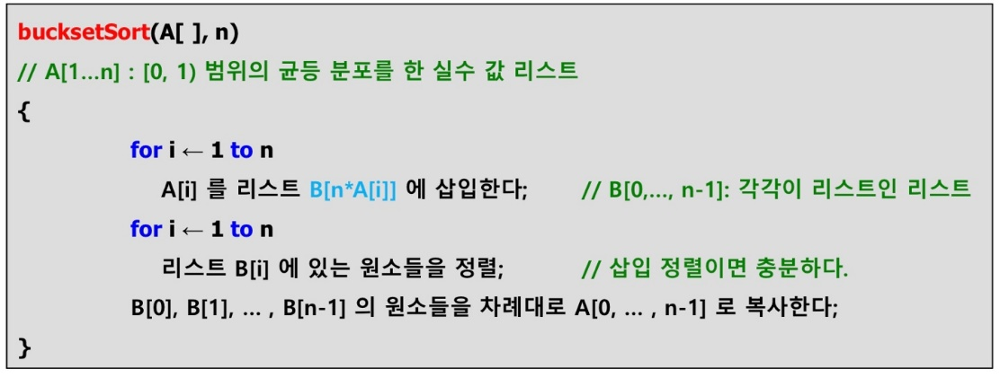 bucksetSort(A[ ], n)
// A[1...n] : [0, 1) 범위의 균등 분포를 한 실수 값 리스트
{
for i ← 1 to n
A[i] 를 리스트 B[n*A[i]] 에 삽입한다; // B[0,..., n-1]: 각각이 리스트인 리스트
for i ← 1 to n
리스트 B[i] 에 있는 원소들을 정렬; // 삽입 정렬이면 충분하다.
B[0], B[1], ... , B[n-1] 의 원소들을 차례대로 A[0, ... , n-1] 로 복사한다;
}